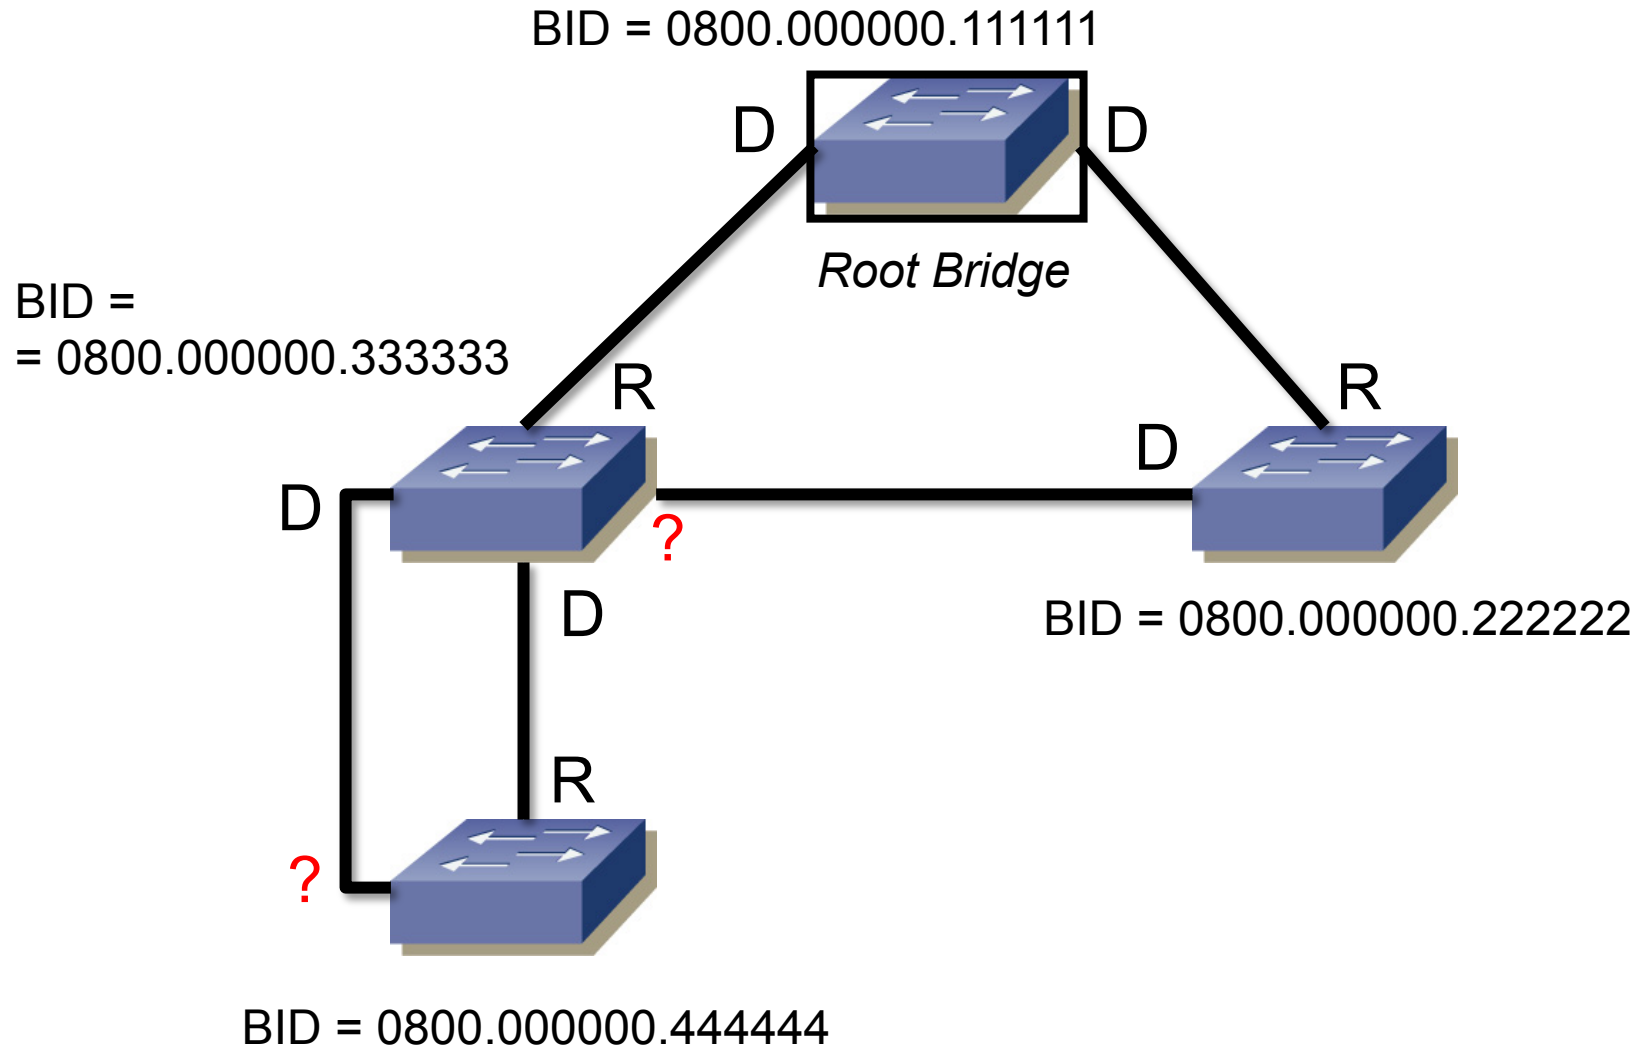 BID = 0800.000000.111111
D
D
Root Bridge
BID =
= 0800.000000.333333
R
R
D
D
?
D
BID = 0800.000000.222222
R
?
BID = 0800.000000.444444